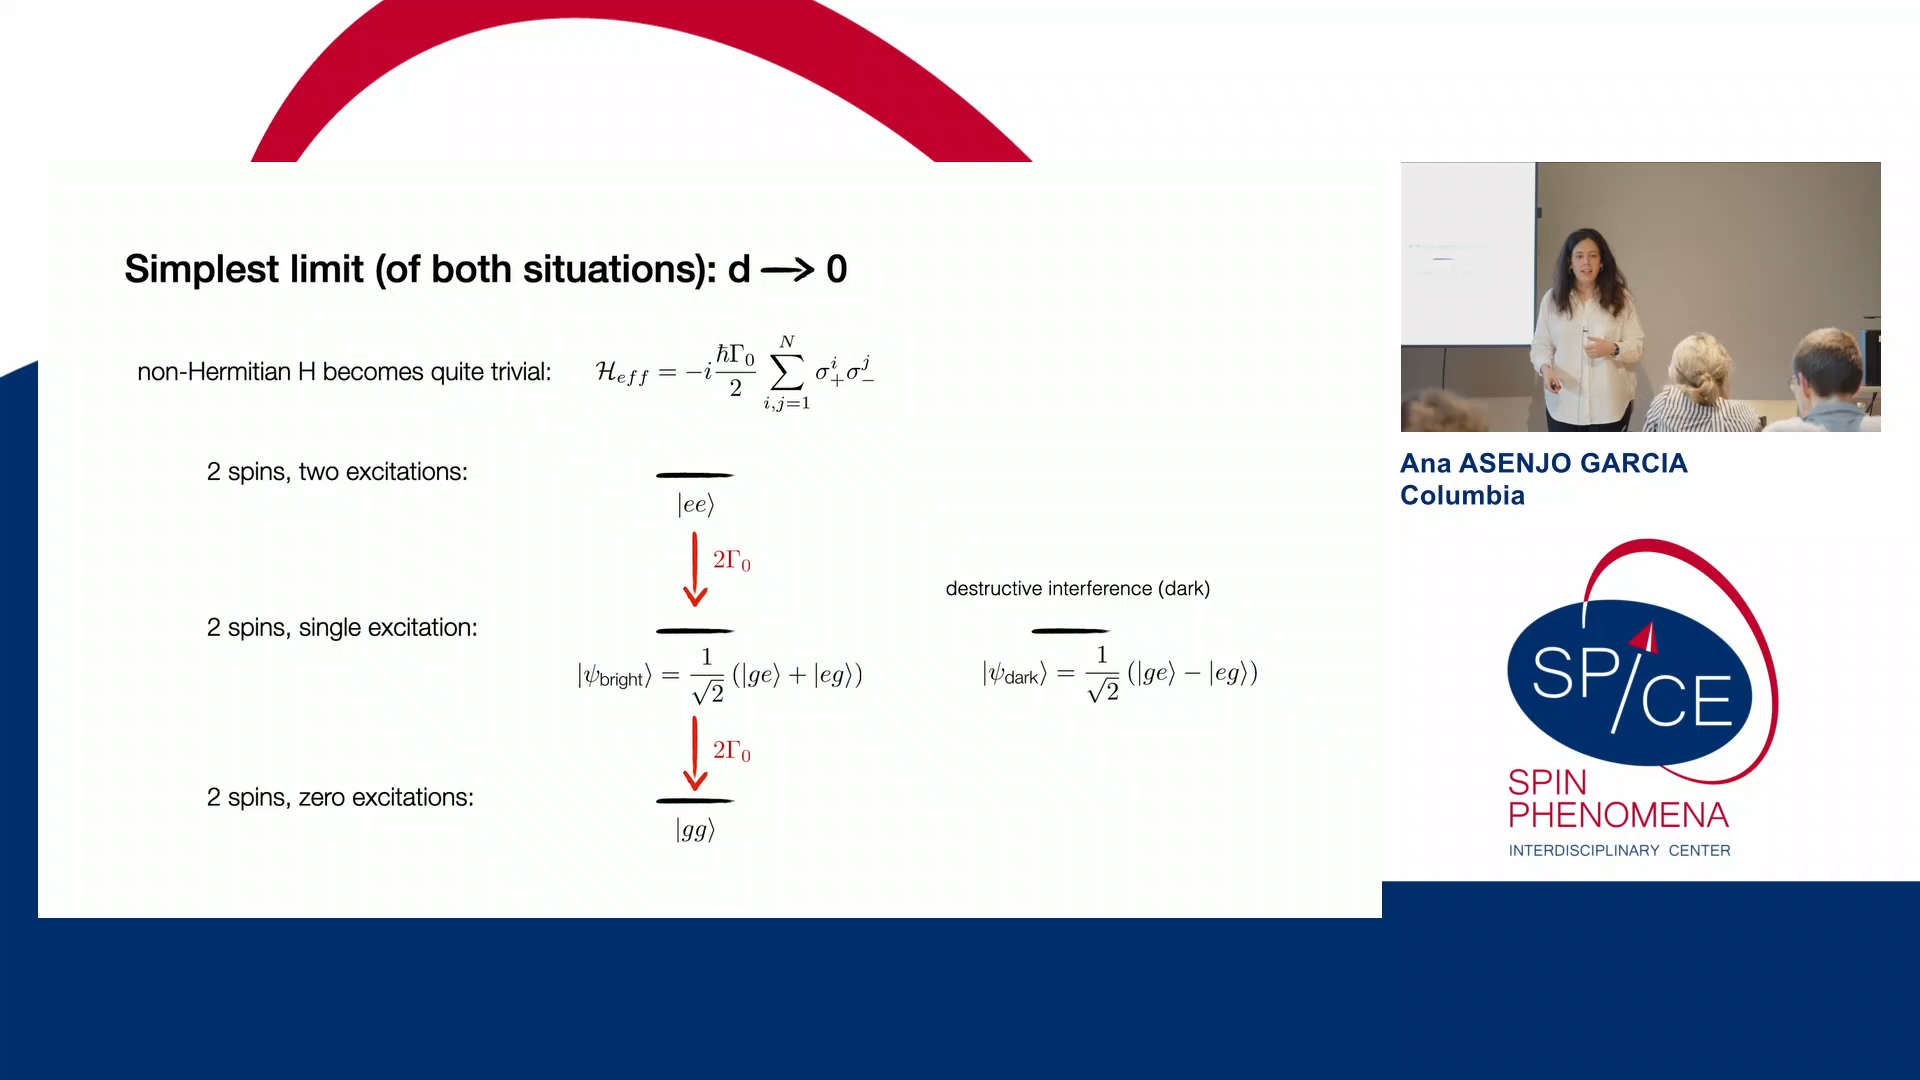 Simplest limit (of both situations): d → 0
non-Hermitian H becomes quite trivial: $\mathcal{H}_{eff} = -i\frac{\hbar\Gamma_0}{2}\sum_{i,j=1}^{N}\sigma_+^i\sigma_-^j$
2 spins, two excitations:
|ee⟩
2Γ₀
destructive interference (dark)
2 spins, single excitation:
$|\psi_{\text{bright}}\rangle = \frac{1}{\sqrt{2}}(|ge\rangle + |eg\rangle)$
$|\psi_{\text{dark}}\rangle = \frac{1}{\sqrt{2}}(|ge\rangle - |eg\rangle)$
2Γ₀
2 spins, zero excitations:
|gg⟩
Ana ASENJO GARCIA
Columbia
SPICE
SPIN
PHENOMENA
INTERDISCIPLINARY CENTER